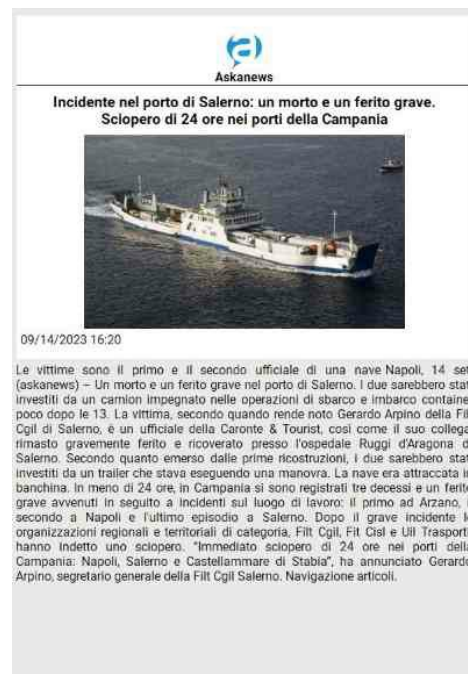 Askanews
Incidente nel porto di Salerno: un morto e un ferito grave.
Sciopero di 24 ore nei porti della Campania
09/14/2023 16:20
Le vittime sono il primo e il secondo ufficiale di una nave Napoli, 14 set
(askanews) – Un morto e un ferito grave nel porto di Salerno. I due sarebbero stat
investiti da un camion impegnato nelle operazioni di sbarco e imbarco container
poco dopo le 13. La vittima, secondo quando rende noto Gerardo Arpino della Fil
Cgil di Salerno, è un ufficiale della Caronte & Tourist, così come il suo collega
rimasto gravemente ferito e ricoverato presso l'ospedale Ruggi d'Aragona d
Salerno. Secondo quanto emerso dalle prime ricostruzioni, i due sarebbero stat
investiti da un trailer che stava eseguendo una manovra. La nave era attraccata in
banchina. In meno di 24 ore, in Campania si sono registrati tre decessi e un ferito
grave avvenuti in seguito a incidenti sul luogo di lavoro: il primo ad Arzano, i
secondo a Napoli e l'ultimo episodio a Salerno. Dopo il grave incidente le
organizzazioni regionali e territoriali di categoria, Filt Cgil, Fit Cisl e Uil Trasporti
hanno indetto uno sciopero. "Immediato sciopero di 24 ore nei porti della
Campania: Napoli, Salerno e Castellammare di Stabia", ha annunciato Gerardo
Arpino, segretario generale della Filt Cgil Salerno. Navigazione articoli.